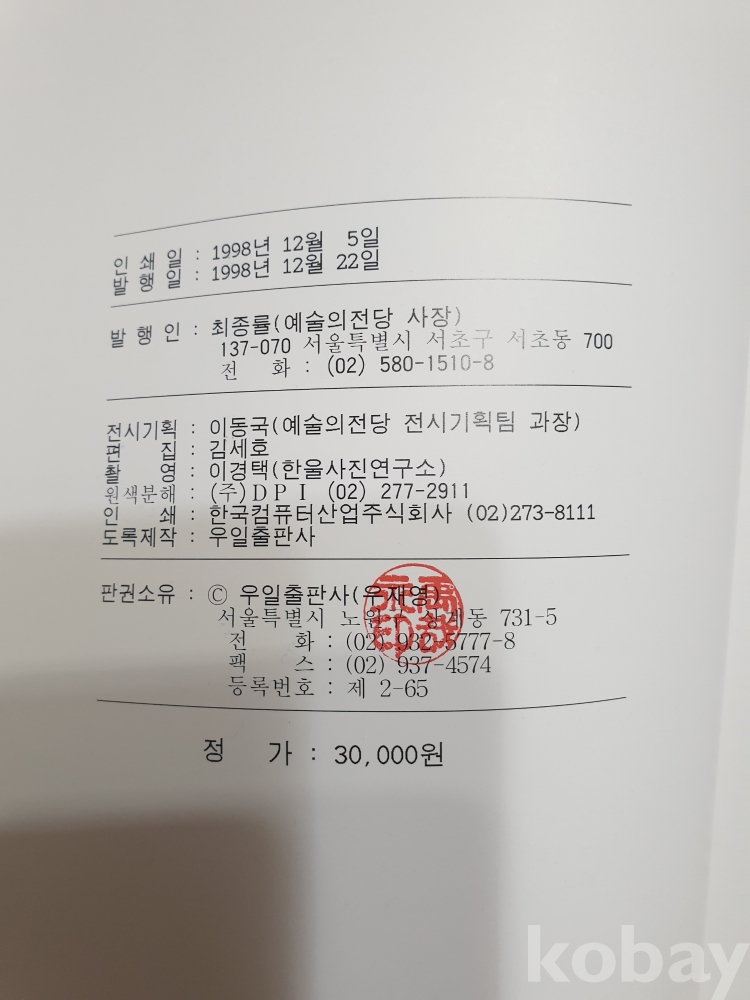 인 쇄 일 : 1998년 12월 5일
발 행 일 : 1998년 12월 22일
발 행 인 : 최종률(예술의전당 사장)
137-070 서울특별시 서초구 서초동 700
전 화 : (02) 580-1510-8
전시기획 : 이동국(예술의전당 전시기획팀 과장)
편 집 : 김세호
촬 영 : 이경택(한울사진연구소)
원색분해 : (주)DPI (02) 277-2911
인 쇄 : 한국컴퓨터산업주식회사 (02)273-8111
도록제작 : 우일출판사
판권소유 : © 우일출판사(우재영)
서울특별시 노원구 상계동 731-5
전 화 : (02) 932-5777-8
팩 스 : (02) 937-4574
등록번호 : 제 2-65
정 가 : 30,000원
kobay